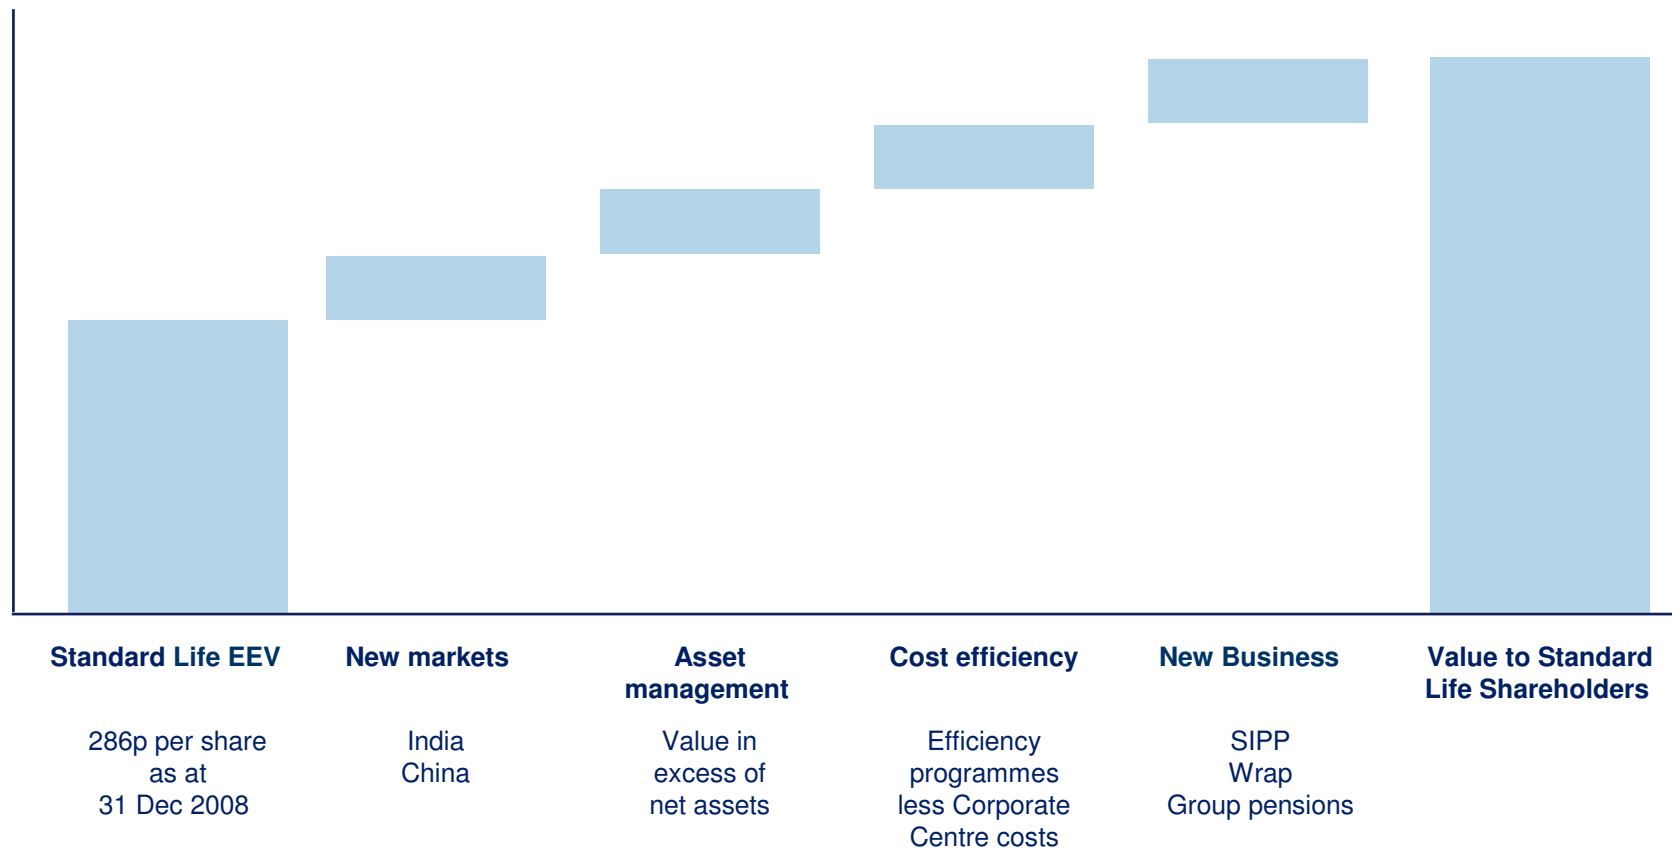 Standard Life EEV
286p per share
as at
31 Dec 2008
New markets
India
China
Asset
management
Value in
excess of
net assets
Cost efficiency
Efficiency
programmes
less Corporate
Centre costs
New Business
SIPP
Wrap
Group pensions
Value to Standard
Life Shareholders